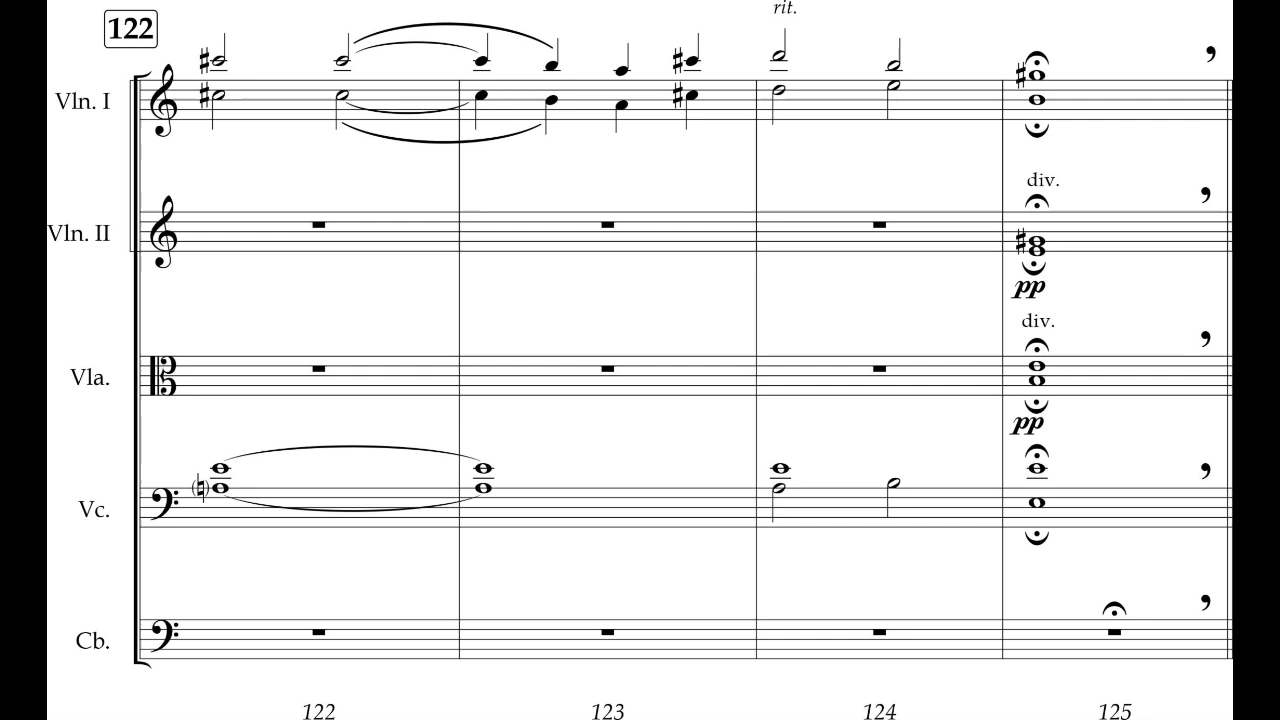 122
rit.
Vln. I
div.
Vln. II
pp
div.
Vla.
pp
Vc.
Cb.
122 123 124 125